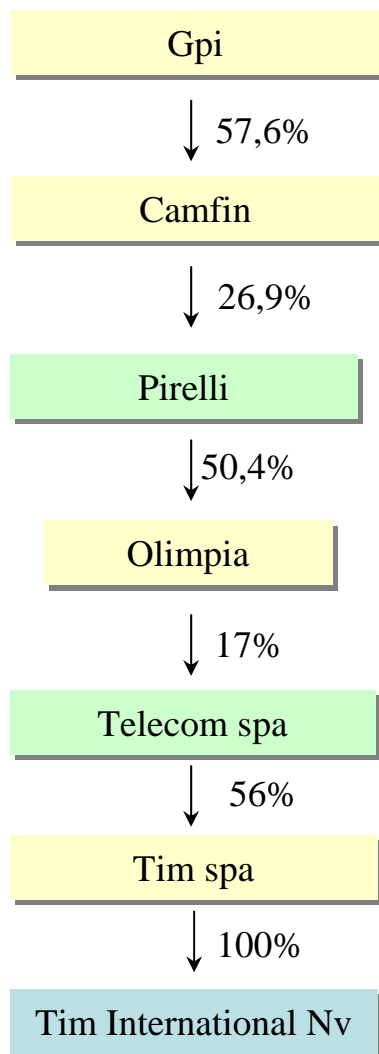 Gpi
57,6%
Camfin
26,9%
Pirelli
50,4%
Olimpia
17%
Telecom spa
56%
Tim spa
100%
Tim International Nv